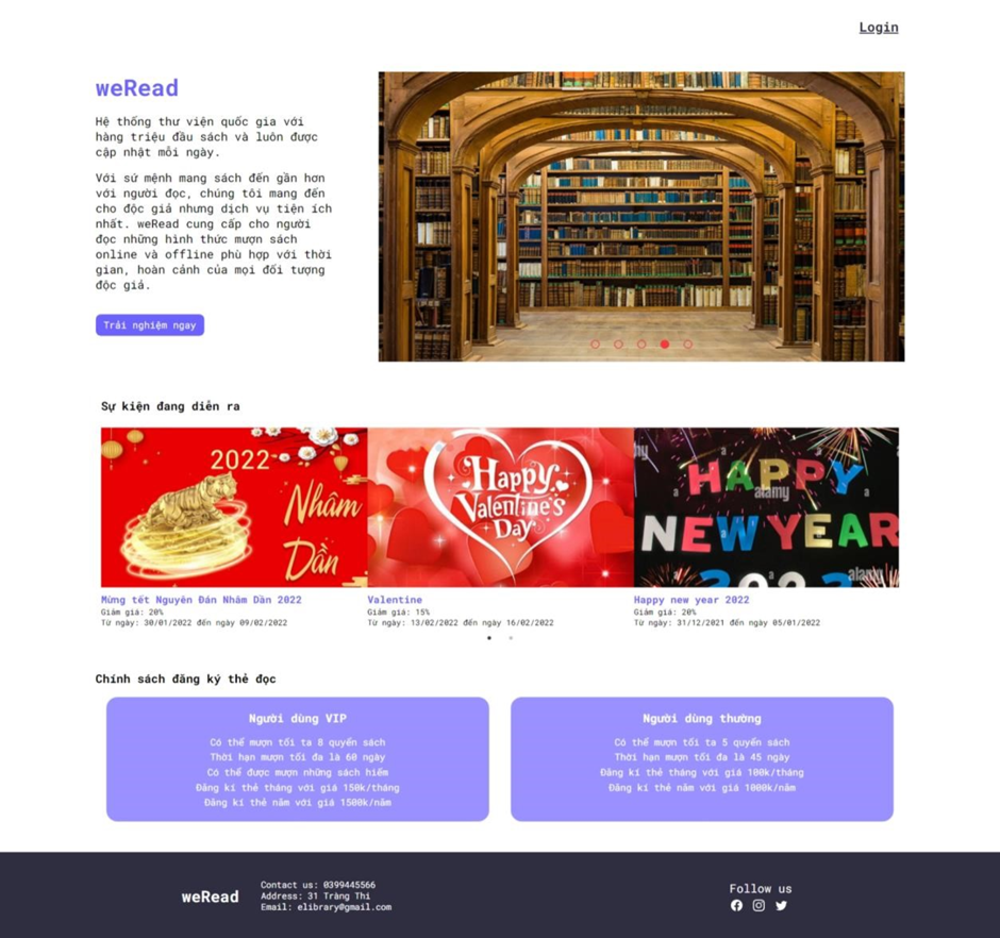 Login
weRead
Hệ thống thư viện quốc gia với
hàng triệu đầu sách và luôn được
cập nhật mỗi ngày.
Với sứ mệnh mang sách đến gần hơn
với người đọc, chúng tôi mang đến
cho độc giả nhưng dịch vụ tiện ích
nhất. weRead cung cấp cho người
đọc những hình thức mượn sách
online và offline phù hợp với thời
gian, hoàn cảnh của mọi đối tượng
độc giả.
Trải nghiệm ngay
Sự kiện đang diễn ra
2022
Nhâm
Dần
Happy
Valentine's
Day
HAPPY
NEW YEAR
2022
alamy
alamy
Mừng tết Nguyên Đán Nhâm Dần 2022
Giảm giá: 20%
Từ ngày: 30/01/2022 đến ngày 09/02/2022
Valentine
Giảm giá: 15%
Từ ngày: 13/02/2022 đến ngày 16/02/2022
Happy new year 2022
Giảm giá: 20%
Từ ngày: 31/12/2021 đến ngày 05/01/2022
Chính sách đăng ký thẻ đọc
Người dùng VIP
Có thể mượn tối ta 8 quyển sách
Thời hạn mượn tối đa là 60 ngày
Có thể được mượn những sách hiếm
Đăng kí thẻ tháng với giá 150k/tháng
Đăng kí thẻ năm với giá 1500k/năm
Người dùng thường
Có thể mượn tối ta 5 quyển sách
Thời hạn mượn tối đa là 45 ngày
Đăng kí thẻ tháng với giá 100k/tháng
Đăng kí thẻ năm với giá 1000k/năm
weRead
Contact us: 0399445566
Address: 31 Tràng Thi
Email: elibrary@gmail.com
Follow us